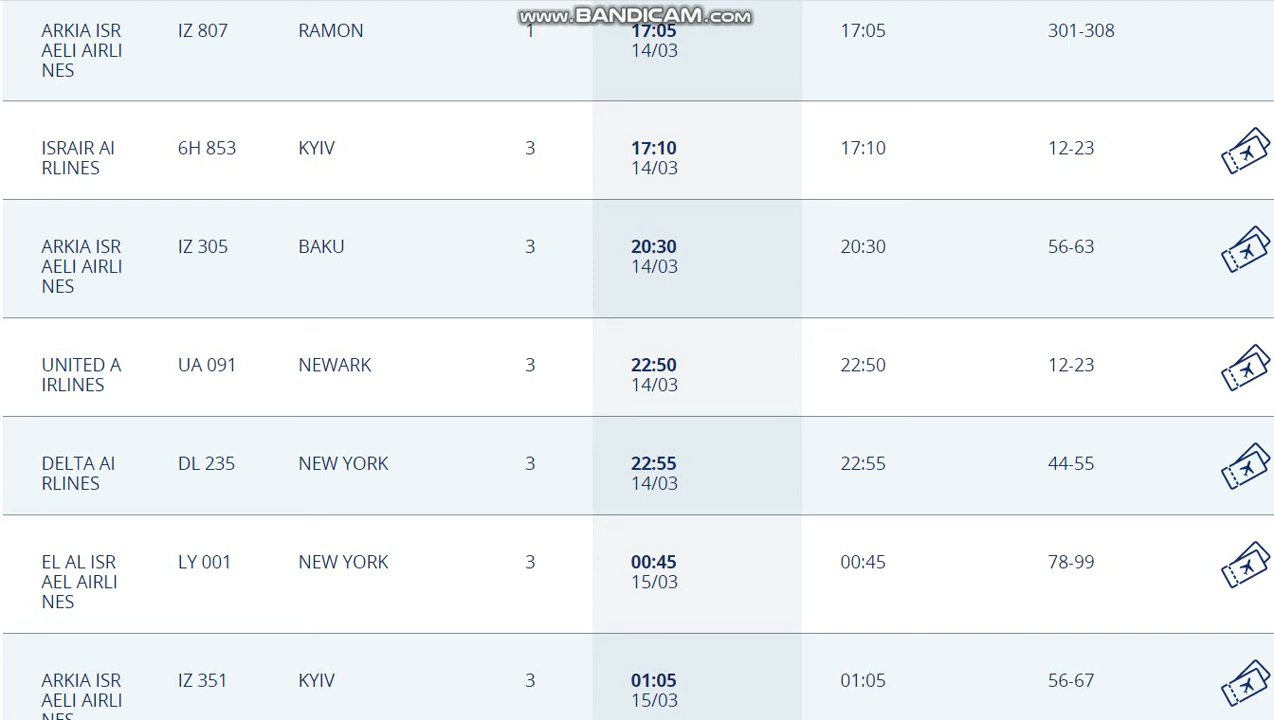 www.BANDICAM.com
ARKIA ISR IZ 807 RAMON 1 17:05 17:05 301-308
AELI AIRLI 14/03
NES
ISRAIR AI 6H 853 KYIV 3 17:10 17:10 12-23
RLINES 14/03
ARKIA ISR IZ 305 BAKU 3 20:30 20:30 56-63
AELI AIRLI 14/03
NES
UNITED A UA 091 NEWARK 3 22:50 22:50 12-23
IRLINES 14/03
DELTA AI DL 235 NEW YORK 3 22:55 22:55 44-55
RLINES 14/03
EL AL ISR LY 001 NEW YORK 3 00:45 00:45 78-99
AEL AIRLI 15/03
NES
ARKIA ISR IZ 351 KYIV 3 01:05 01:05 56-67
AELI AIRLI 15/03
NES